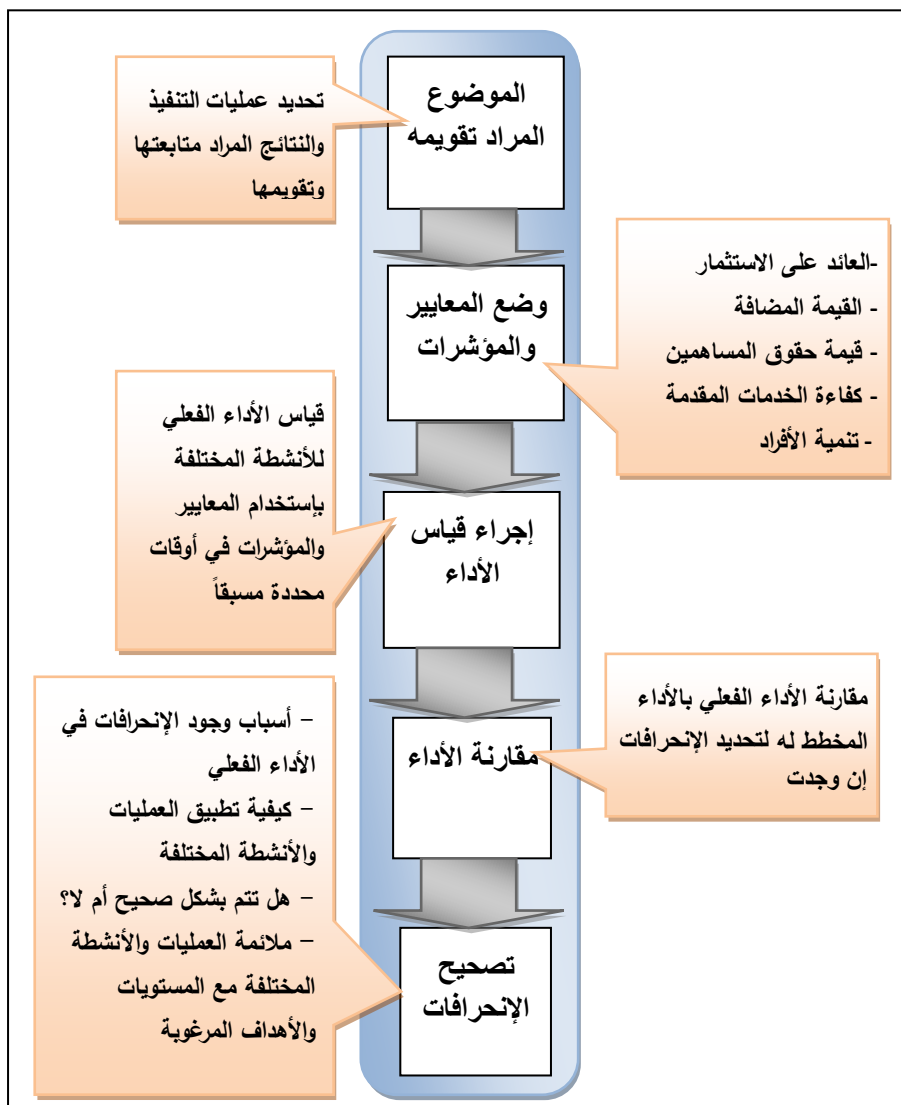 الموضوع
المراد تقويمه
تحديد عمليات التنفيذ
والنتائج المراد متابعتها
وتقويمها
وضع المعايير
والمؤشرات
-العائد على الاستثمار
- القيمة المضافة
- قيمة حقوق المساهمين
- كفاءة الخدمات المقدمة
- تنمية الأفراد
إجراء قياس
الأداء
قياس الأداء الفعلي
للأنشطة المختلفة
بإستخدام المعايير
والمؤشرات في أوقات
محددة مسبقاً
مقارنة الأداء
مقارنة الأداء الفعلي بالأداء
المخطط له لتحديد الإنحرافات
إن وجدت
تصحيح
الإنحرافات
– أسباب وجود الإنحرافات في
الأداء الفعلي
– كيفية تطبيق العمليات
والأنشطة المختلفة
– هل تتم بشكل صحيح أم لا؟
– ملائمة العمليات والأنشطة
المختلفة مع المستويات
والأهداف المرغوبة